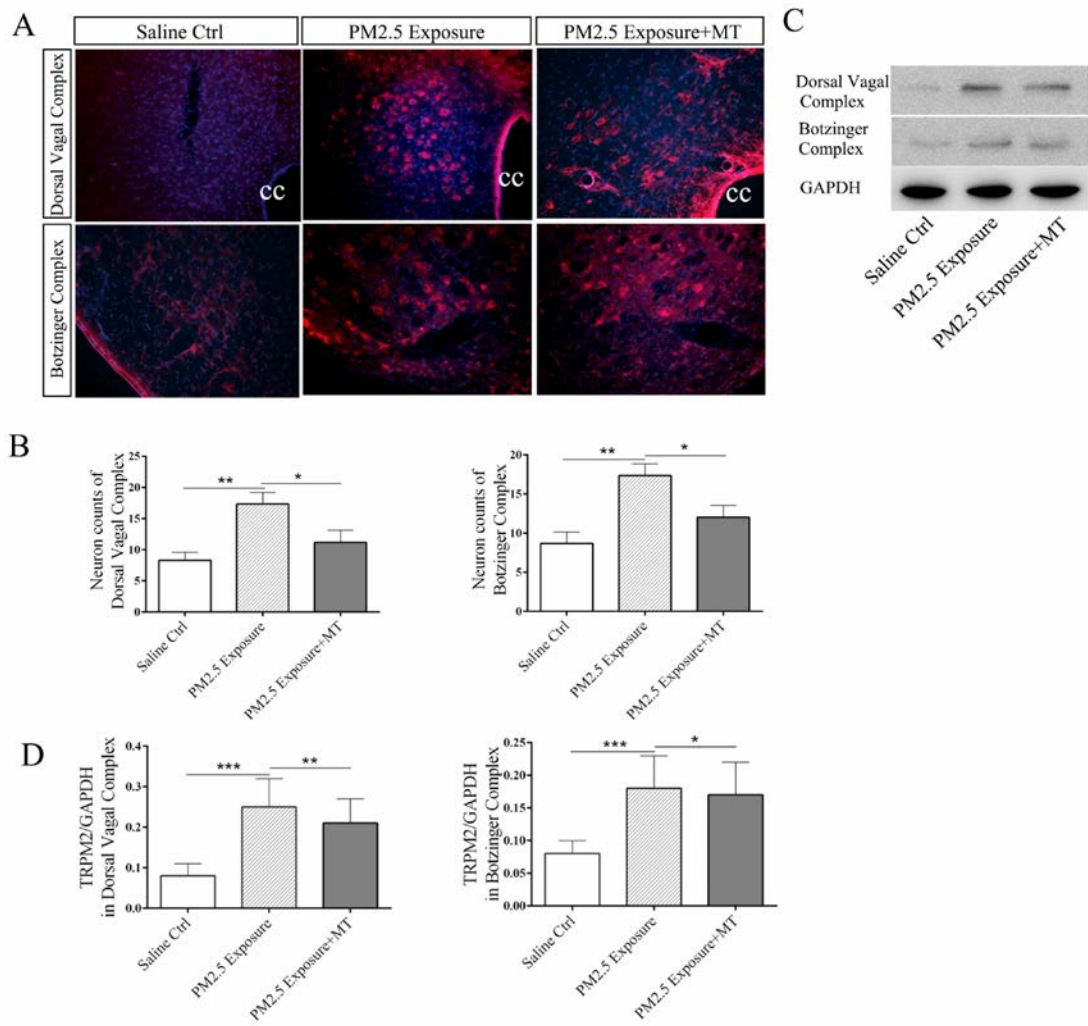 A
Saline Ctrl
PM2.5 Exposure
PM2.5 Exposure+MT
Dorsal Vagal Complex
cc
cc
cc
Botzinger Complex
C
Dorsal Vagal
Complex
Botzinger
Complex
GAPDH
Saline Ctrl
PM2.5 Exposure
PM2.5 Exposure+MT
B
Neuron counts of
Dorsal Vagal Complex
25
20
15
10
5
0
**
*
Saline Ctrl
PM2.5 Exposure
PM2.5 Exposure+MT
Neuron counts of
Botzinger Complex
20
15
10
5
0
**
*
Saline Ctrl
PM2.5 Exposure
PM2.5 Exposure+MT
D
TRPM2/GAPDH
in Dorsal Vagal Complex
0.4
0.3
0.2
0.1
0.0
***
**
Saline Ctrl
PM2.5 Exposure
PM2.5 Exposure+MT
TRPM2/GAPDH
in Botzinger Complex
0.25
0.20
0.15
0.10
0.05
0.00
***
*
Saline Ctrl
PM2.5 Exposure
PM2.5 Exposure+MT